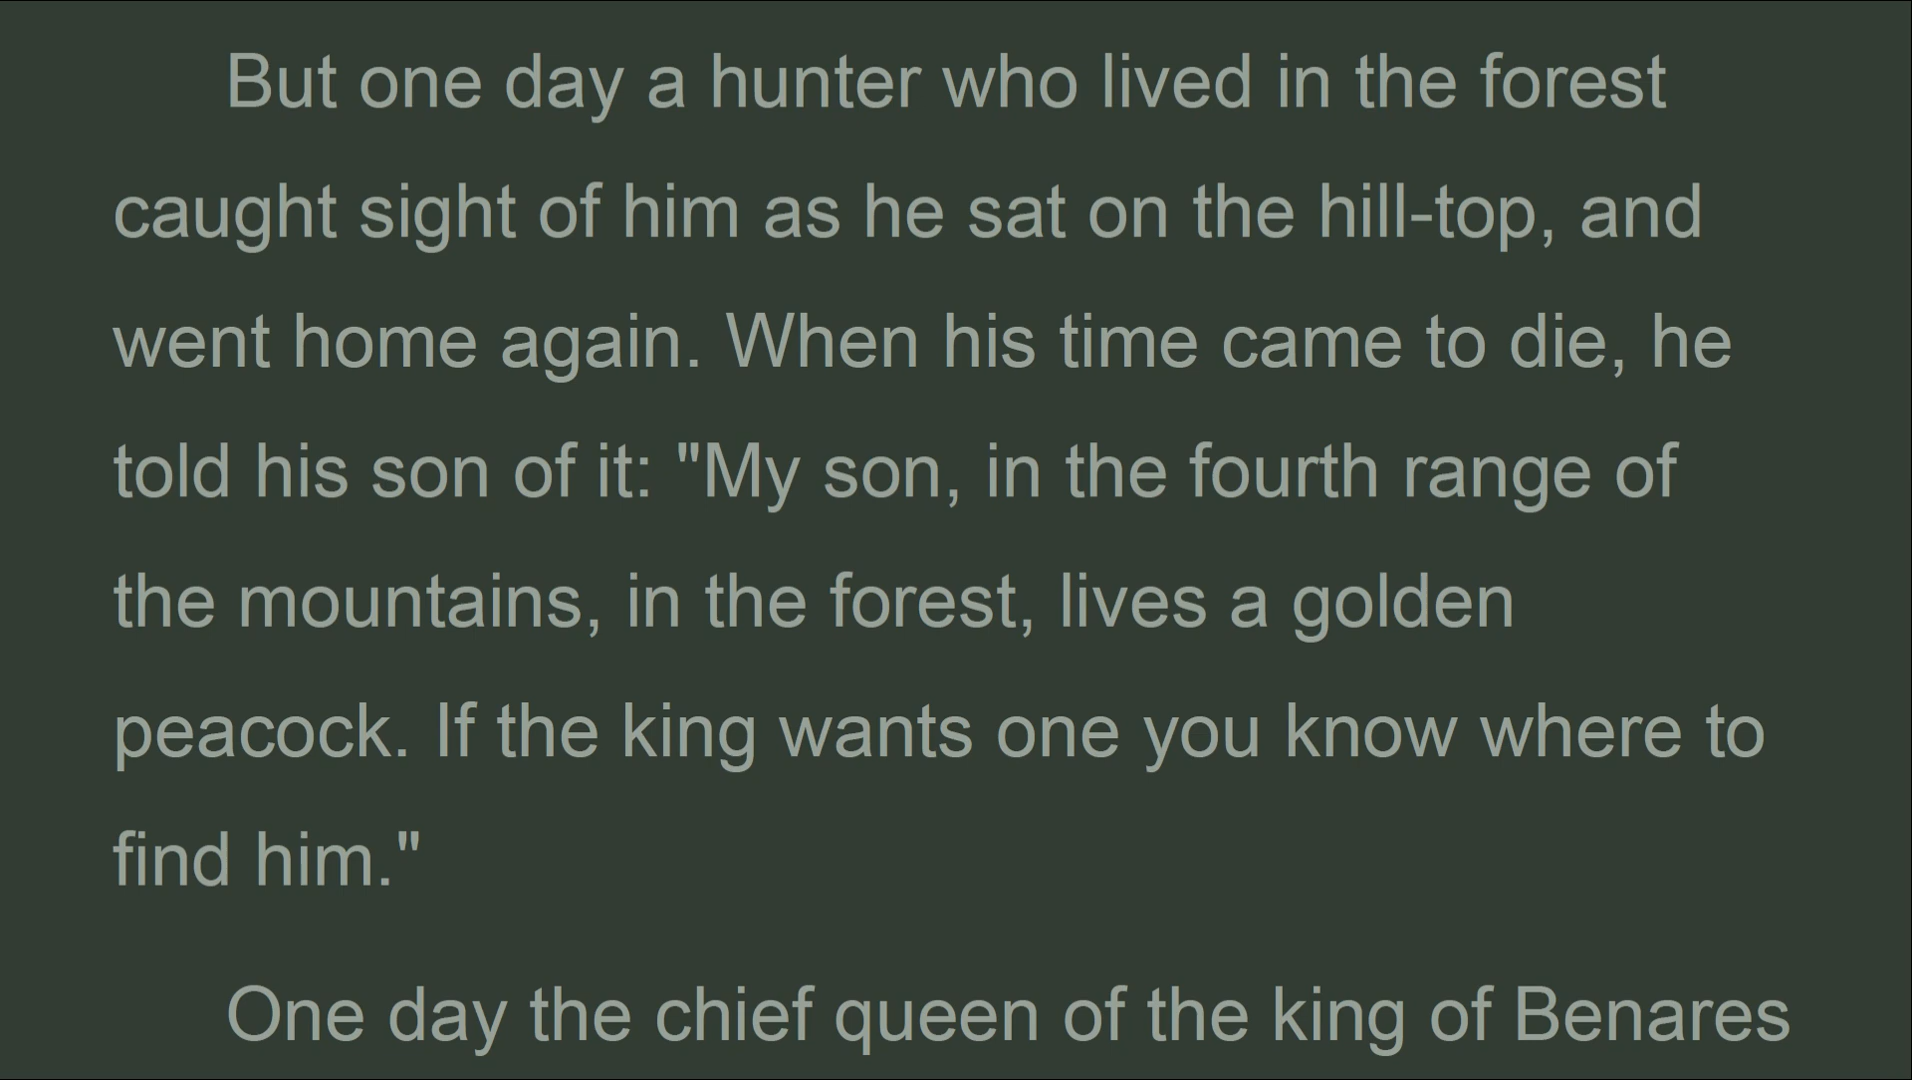 But one day a hunter who lived in the forest
caught sight of him as he sat on the hill-top, and
went home again. When his time came to die, he
told his son of it: "My son, in the fourth range of
the mountains, in the forest, lives a golden
peacock. If the king wants one you know where to
find him."
One day the chief queen of the king of Benares